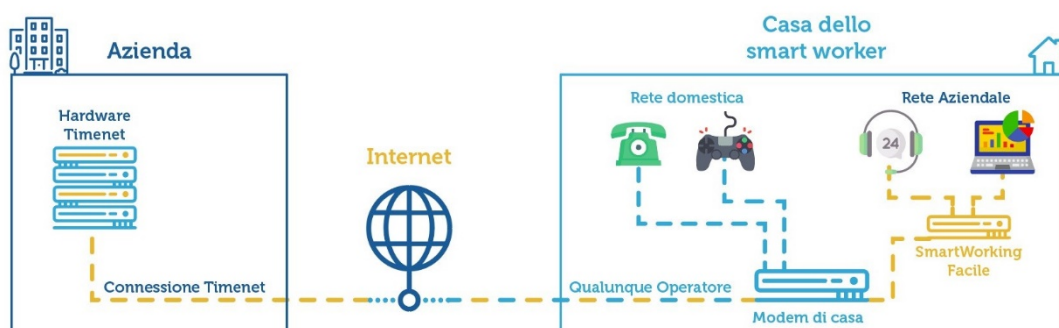 Azienda
Hardware
Timenet
Connessione Timenet
Internet
Casa dello
smart worker
Rete domestica
Rete Aziendale
24
SmartWorking
Facile
Qualunque Operatore
Modem di casa